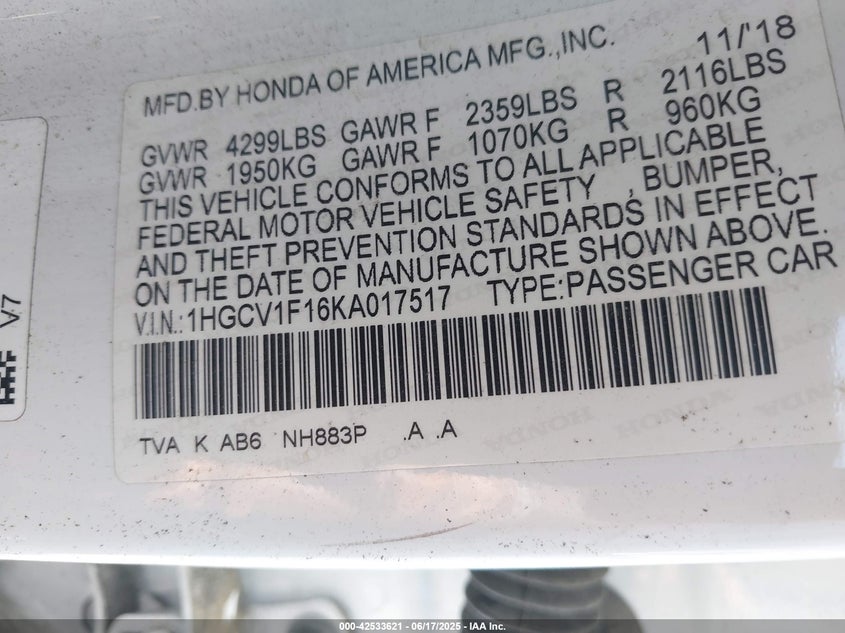 MFD.BY HONDA OF AMERICA MFG.,INC. 11/'18
GVWR 4299LBS GAWR F 2359LBS R 2116LBS
GVWR 1950KG GAWR F 1070KG R 960KG
THIS VEHICLE CONFORMS TO ALL APPLICABLE
FEDERAL MOTOR VEHICLE SAFETY , BUMPER,
AND THEFT PREVENTION STANDARDS IN EFFECT
ON THE DATE OF MANUFACTURE SHOWN ABOVE.
V.I.N.:1HGCV1F16KA017517 TYPE:PASSENGER CAR
TVA K AB6 NH883P .A .A
V7
HONDA
000-42533621 | 06/17/2025 - IAA Inc.